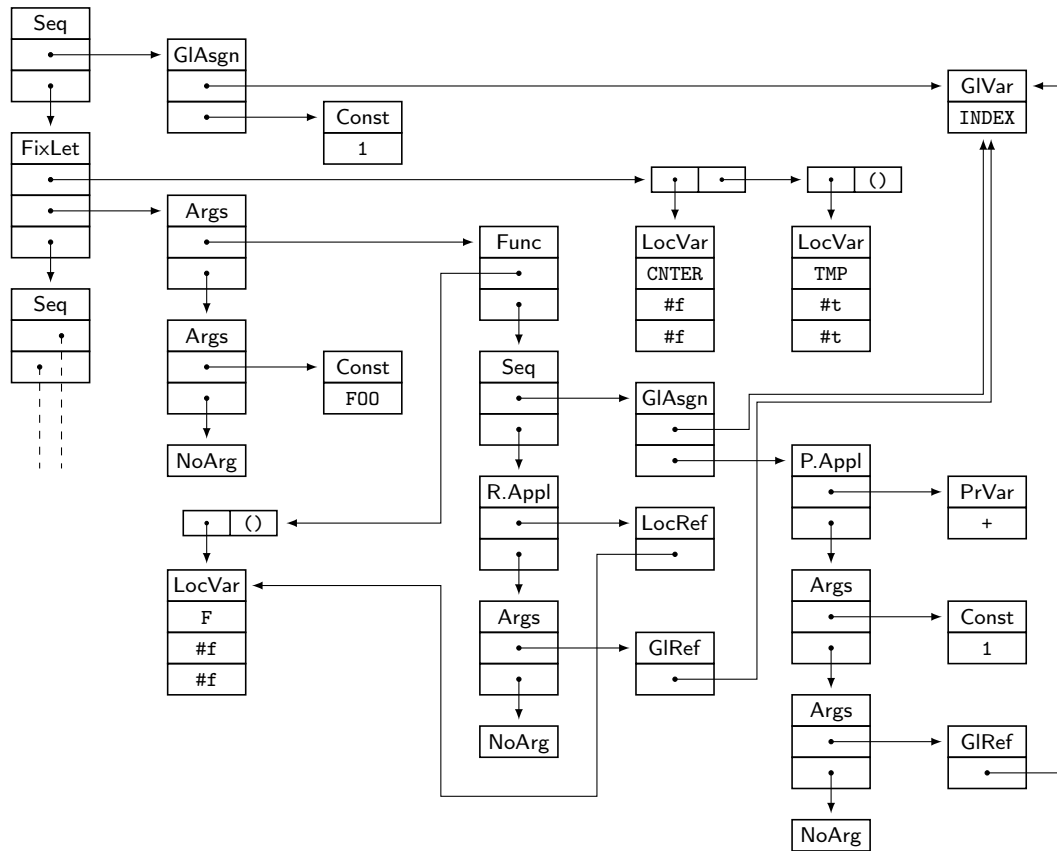 Seq
GlAsgn
GlVar
INDEX
Const
1
FixLet
()
Args
Func
LocVar
CNTER
#f
#f
LocVar
TMP
#t
#t
Seq
Args
Const
FOO
Seq
GlAsgn
NoArg
P.Appl
PrVar
+
R.Appl
LocRef
()
LocVar
F
#f
#f
Args
GlRef
NoArg
Args
Const
1
Args
GlRef
NoArg